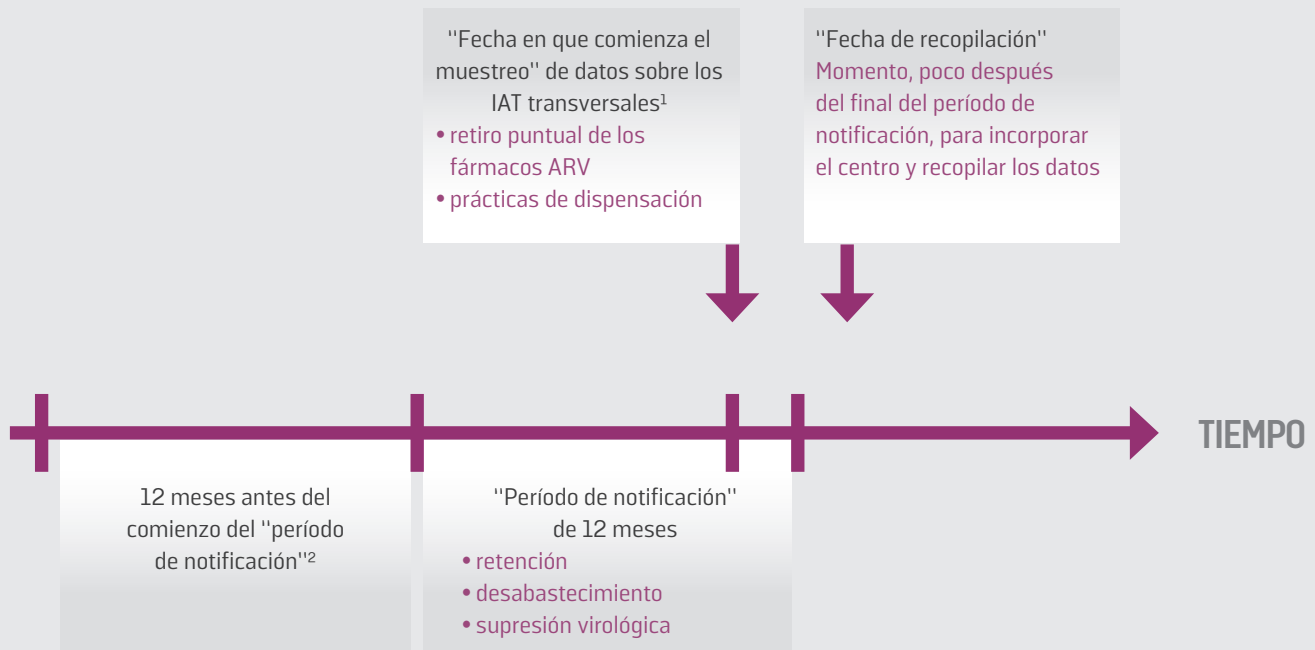 "Fecha en que comienza el
muestreo" de datos sobre los
IAT transversales¹
• retiro puntual de los
fármacos ARV
• prácticas de dispensación
"Fecha de recopilación"
Momento, poco después
del final del período de
notificación, para incorporar
el centro y recopilar los datos
TIEMPO
12 meses antes del
comienzo del "período
de notificación"²
"Período de notificación"
de 12 meses
• retención
• desabastecimiento
• supresión virológica